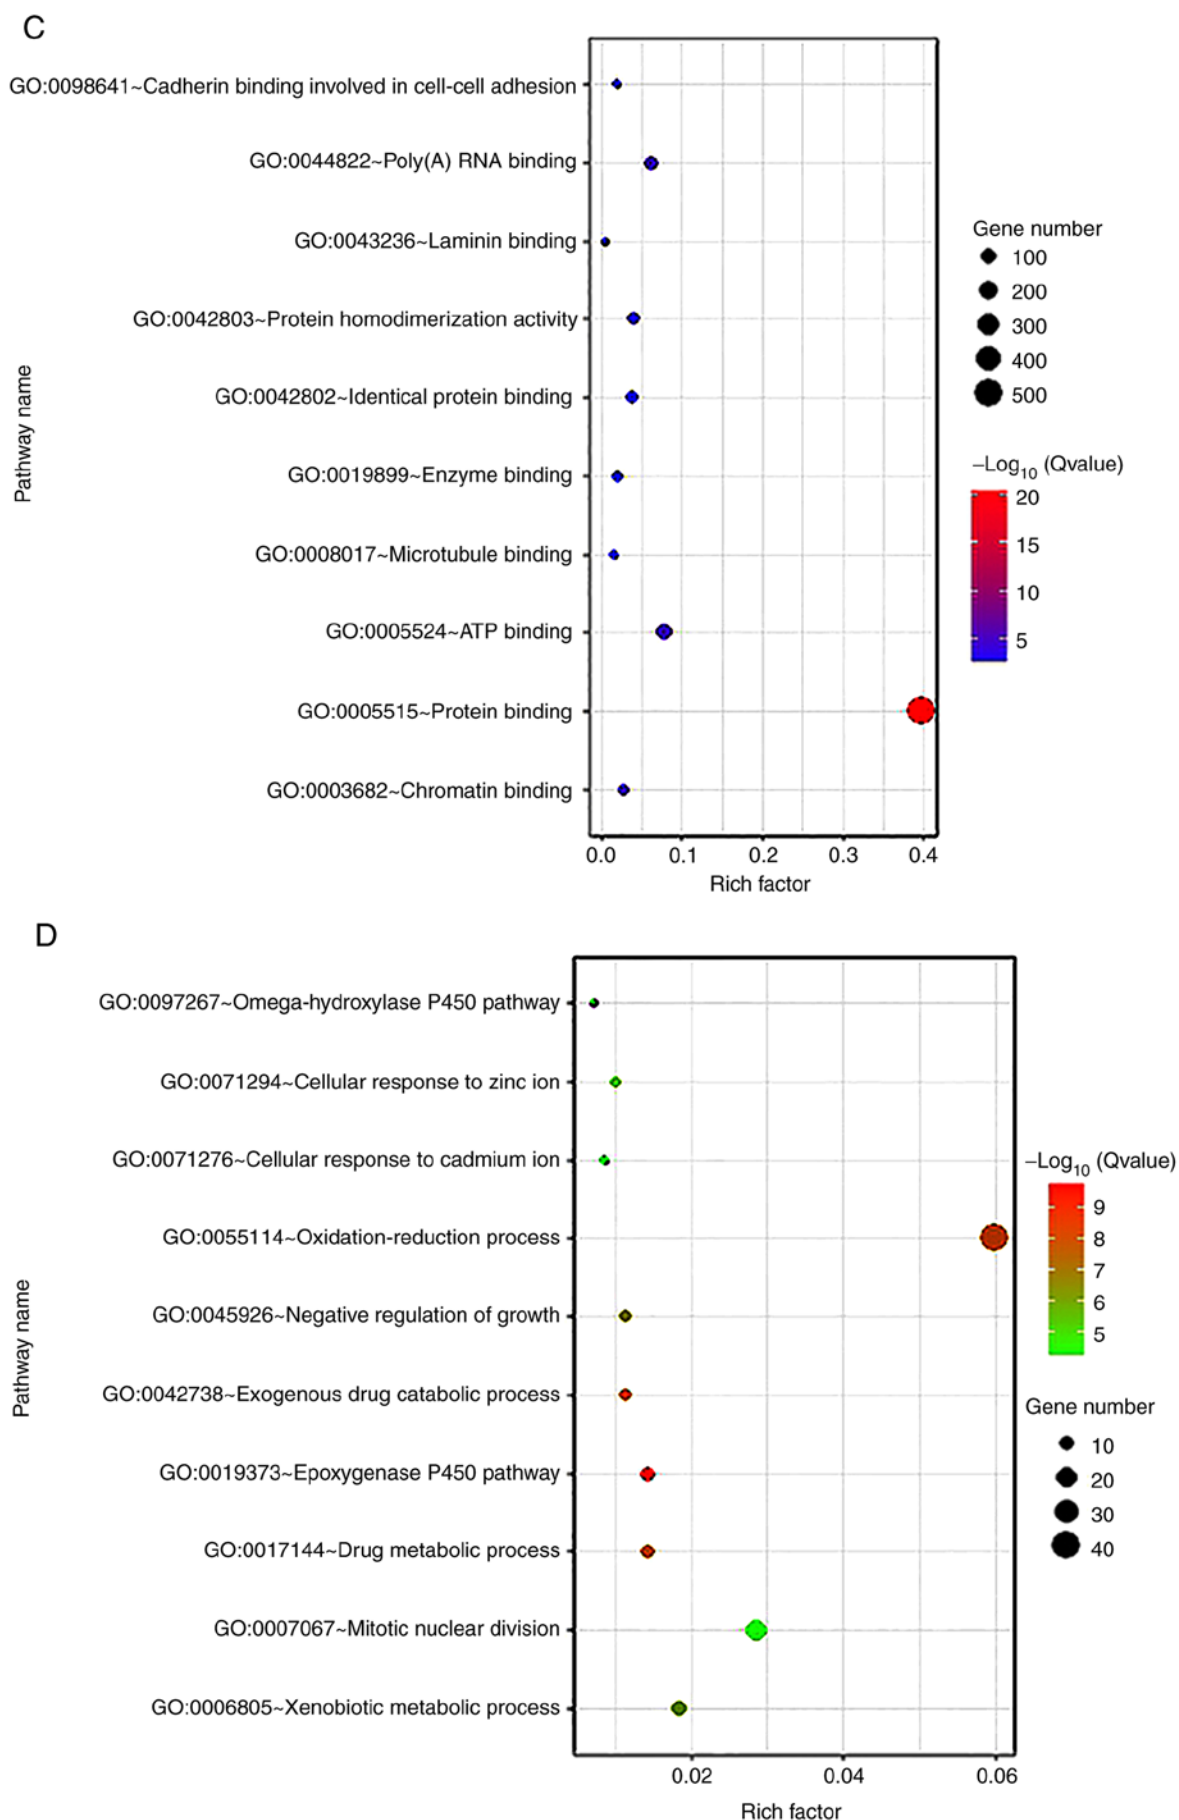 C
GO:0098641~Cadherin binding involved in cell-cell adhesion
GO:0044822~Poly(A) RNA binding
GO:0043236~Laminin binding
GO:0042803~Protein homodimerization activity
GO:0042802~Identical protein binding
GO:0019899~Enzyme binding
GO:0008017~Microtubule binding
GO:0005524~ATP binding
GO:0005515~Protein binding
GO:0003682~Chromatin binding
Pathway name
0.0 0.1 0.2 0.3 0.4
Rich factor
Gene number
100
200
300
400
500
−Log10 (Qvalue)
20
15
10
5
D
GO:0097267~Omega-hydroxylase P450 pathway
GO:0071294~Cellular response to zinc ion
GO:0071276~Cellular response to cadmium ion
GO:0055114~Oxidation-reduction process
GO:0045926~Negative regulation of growth
GO:0042738~Exogenous drug catabolic process
GO:0019373~Epoxygenase P450 pathway
GO:0017144~Drug metabolic process
GO:0007067~Mitotic nuclear division
GO:0006805~Xenobiotic metabolic process
Pathway name
0.02 0.04 0.06
Rich factor
−Log10 (Qvalue)
9
8
7
6
5
Gene number
10
20
30
40